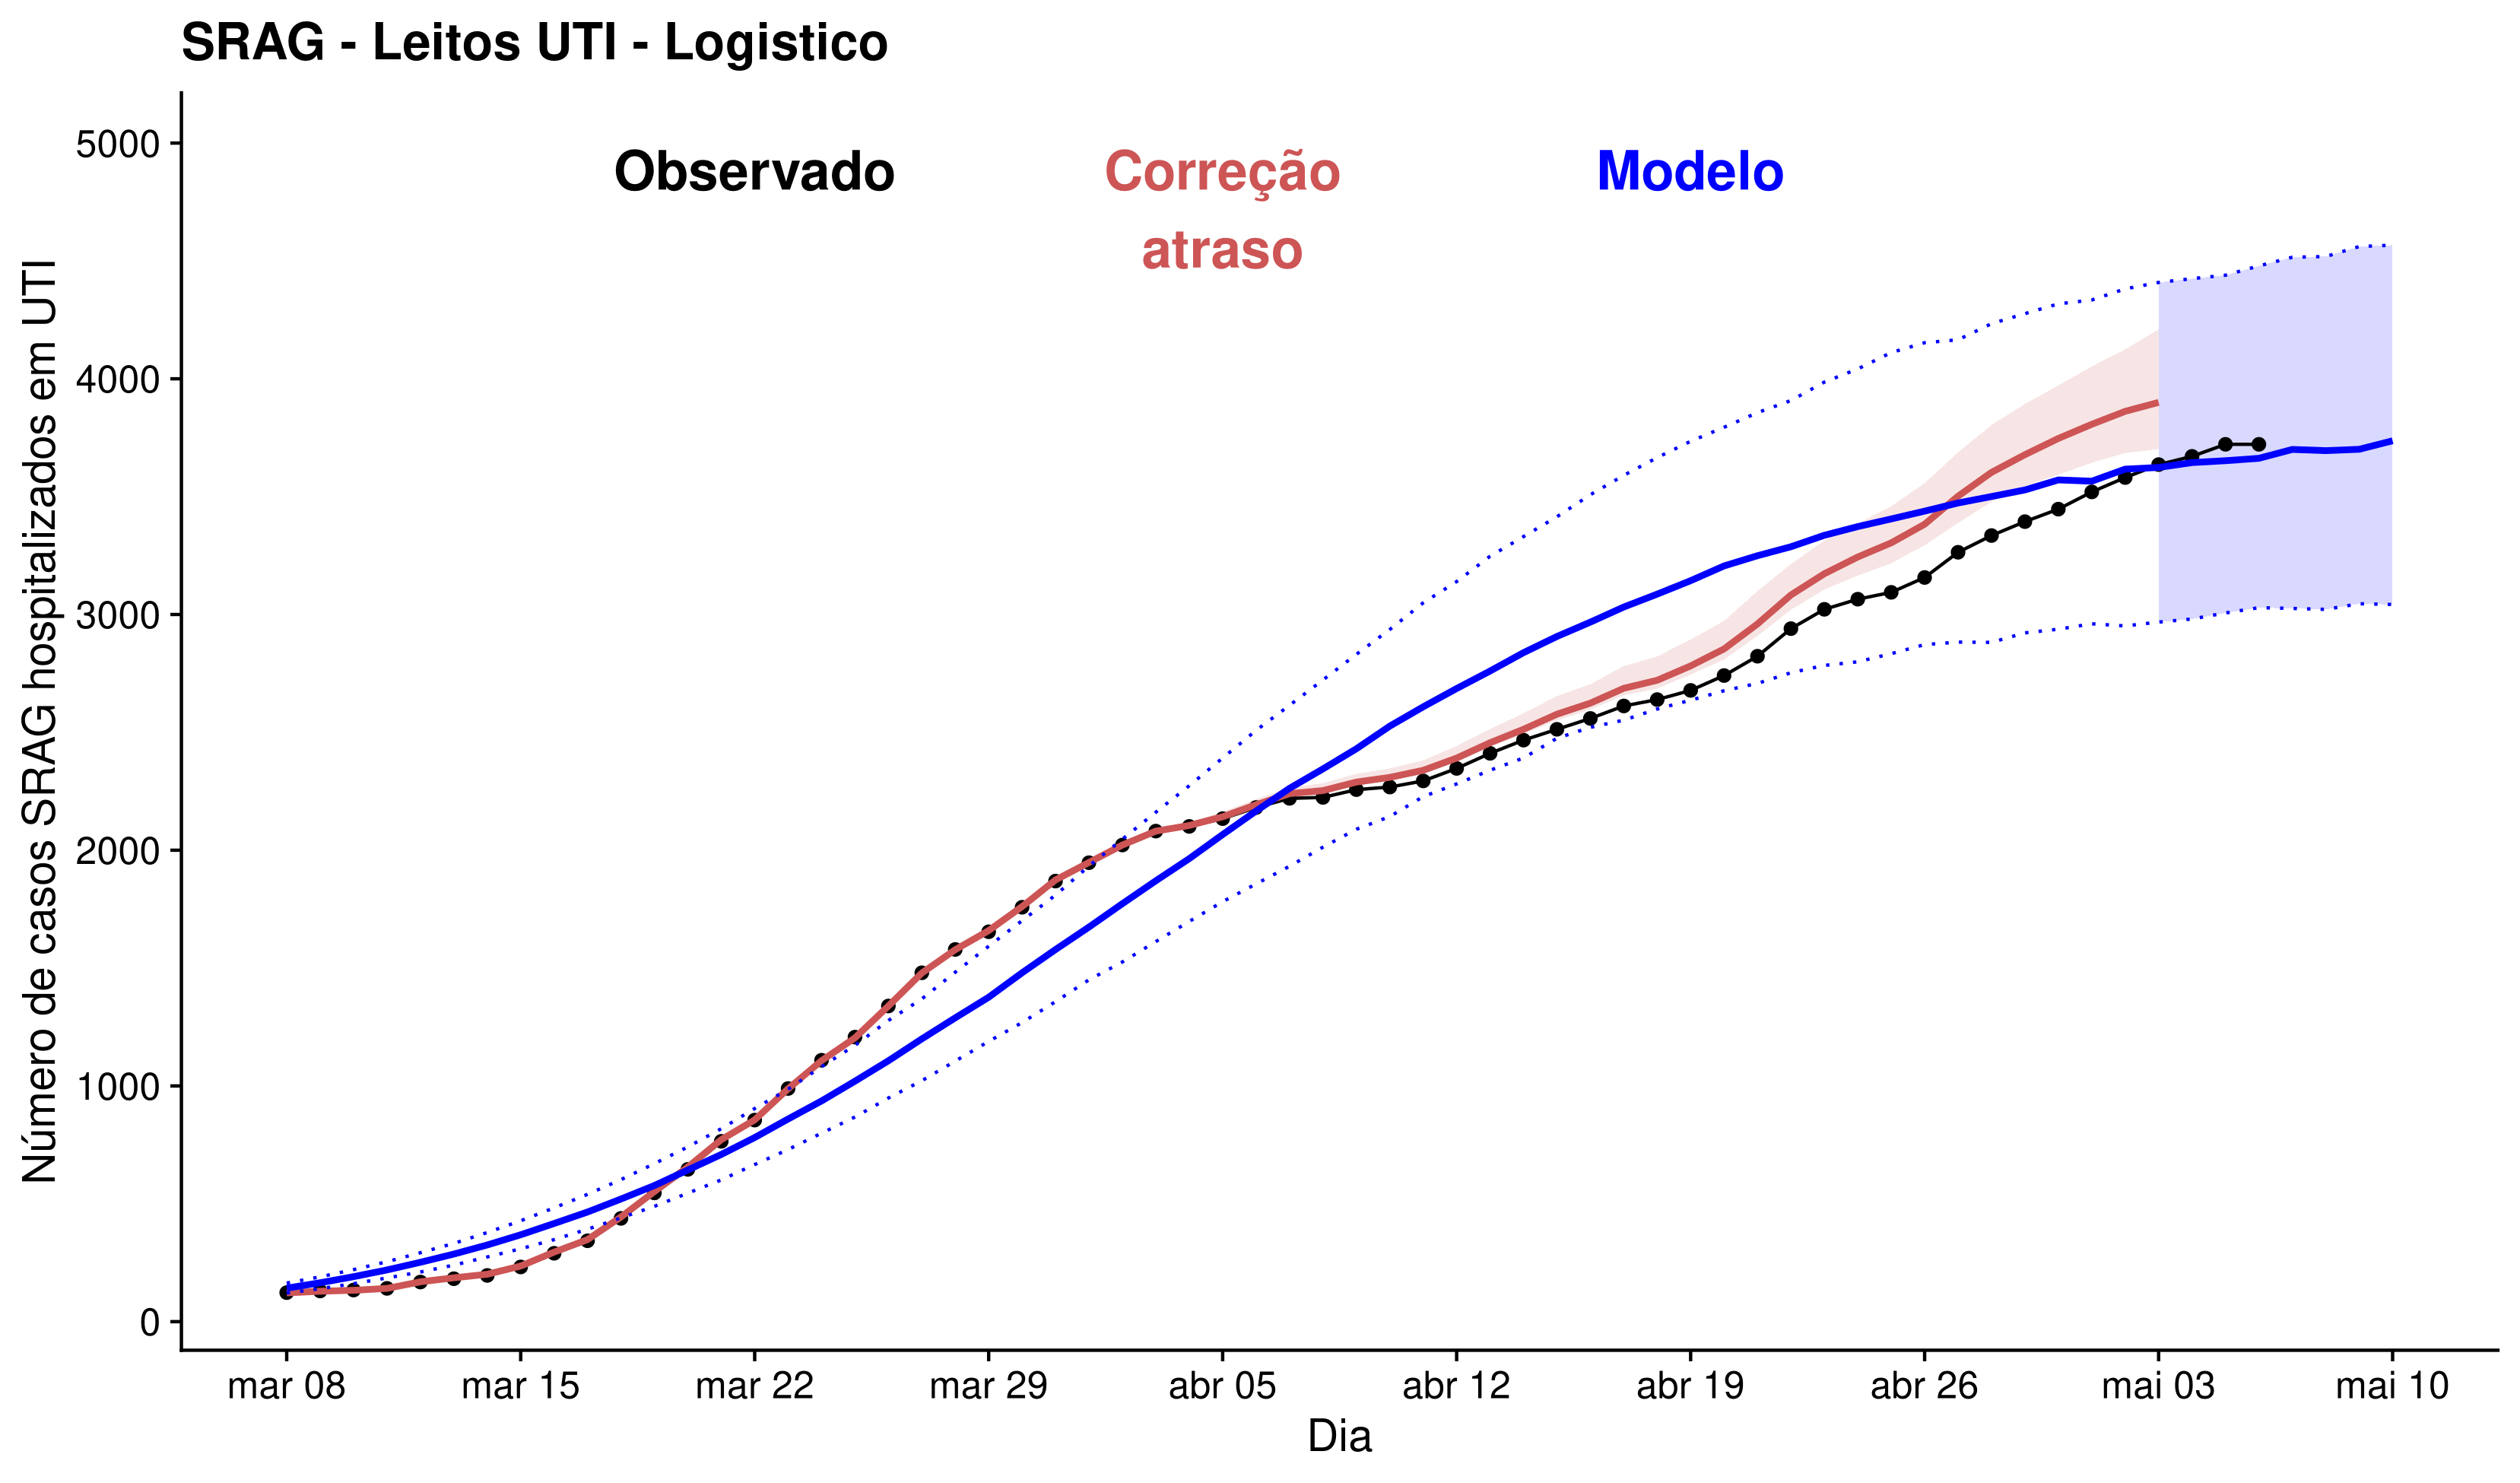 SRAG - Leitos UTI - Logistico
Observado
Correção
atraso
Modelo
Número de casos SRAG hospitalizados em UTI
5000
4000
3000
2000
1000
0
mar 08
mar 15
mar 22
mar 29
abr 05
abr 12
abr 19
abr 26
mai 03
mai 10
Dia